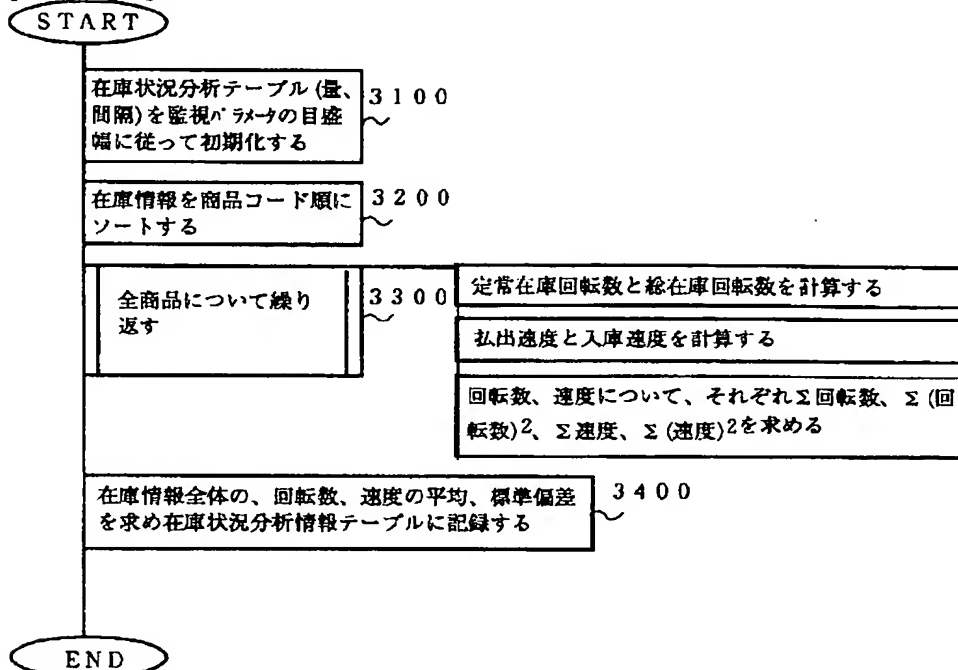 START
在庫状況分析テーブル(量、
間隔)を監視パラメータの目盛
幅に従って初期化する
3100
在庫情報を商品コード順に
ソートする
3200
全商品について繰り
返す
3300
定常在庫回転数と総在庫回転数を計算する
払出速度と入庫速度を計算する
回転数、速度について、それぞれΣ回転数、Σ(回
転数)2、Σ速度、Σ(速度)2を求める
在庫情報全体の、回転数、速度の平均、標準偏差
を求め在庫状況分析情報テーブルに記録する
3400
END